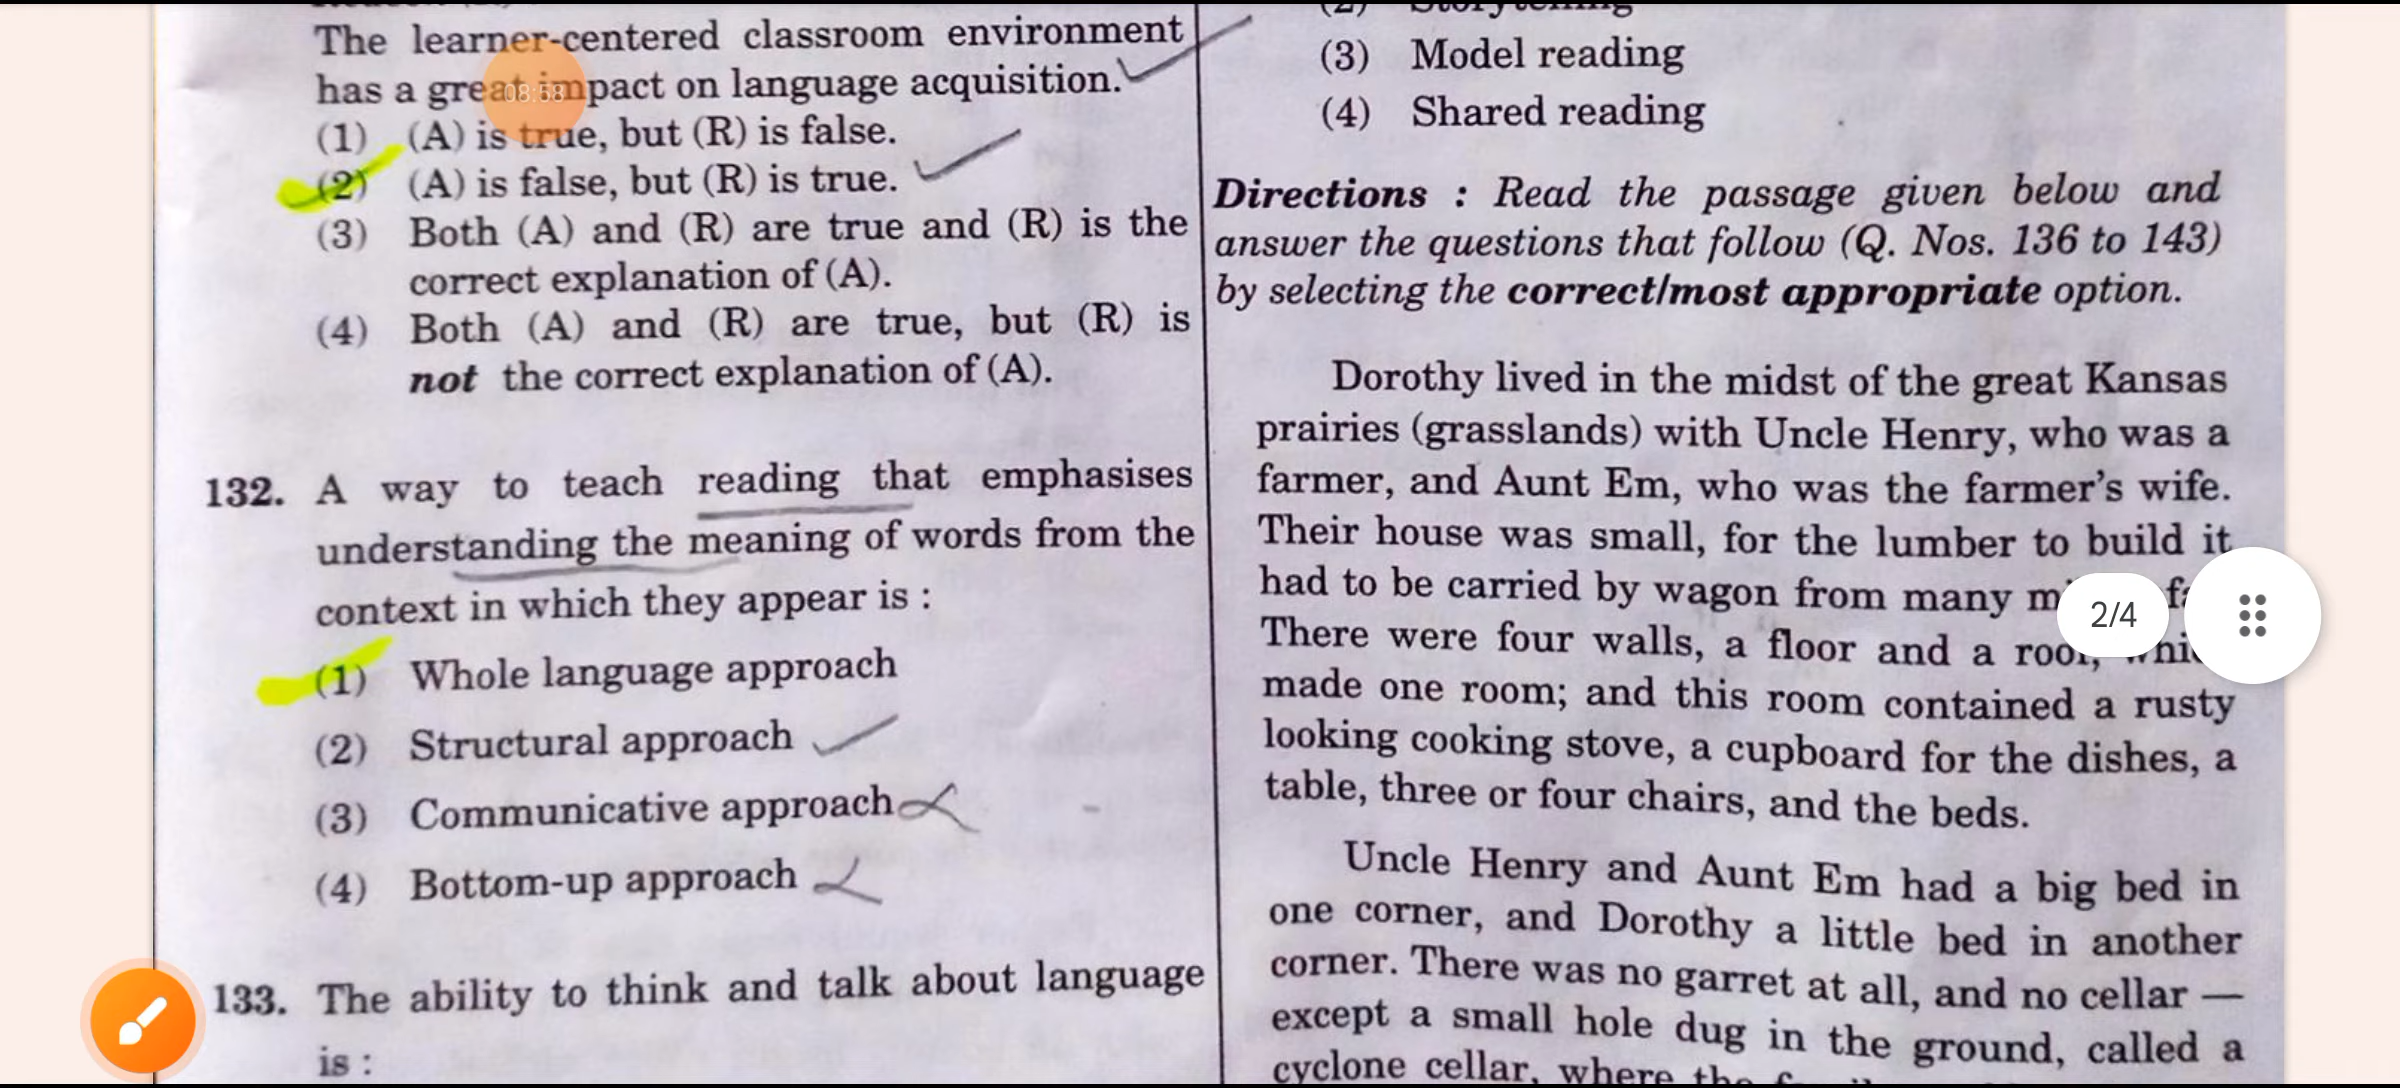 The learner-centered classroom environment
has a great impact on language acquisition.
(1) (A) is true, but (R) is false.
(2) (A) is false, but (R) is true.
(3) Both (A) and (R) are true and (R) is the
correct explanation of (A).
(4) Both (A) and (R) are true, but (R) is
not the correct explanation of (A).
132. A way to teach reading that emphasises
understanding the meaning of words from the
context in which they appear is :
(1) Whole language approach
(2) Structural approach
(3) Communicative approach
(4) Bottom-up approach
133. The ability to think and talk about language
is :
(2) Storytelling
(3) Model reading
(4) Shared reading
Directions : Read the passage given below and
answer the questions that follow (Q. Nos. 136 to 143)
by selecting the correct/most appropriate option.
Dorothy lived in the midst of the great Kansas
prairies (grasslands) with Uncle Henry, who was a
farmer, and Aunt Em, who was the farmer's wife.
Their house was small, for the lumber to build it
had to be carried by wagon from many
There were four walls, a floor and a roof,
made one room; and this room contained a rusty
looking cooking stove, a cupboard for the dishes, a
table, three or four chairs, and the beds.
Uncle Henry and Aunt Em had a big bed in
one corner, and Dorothy a little bed in another
corner. There was no garret at all, and no cellar —
except a small hole dug in the ground, called a
cyclone cellar, where the
08:58
2/4